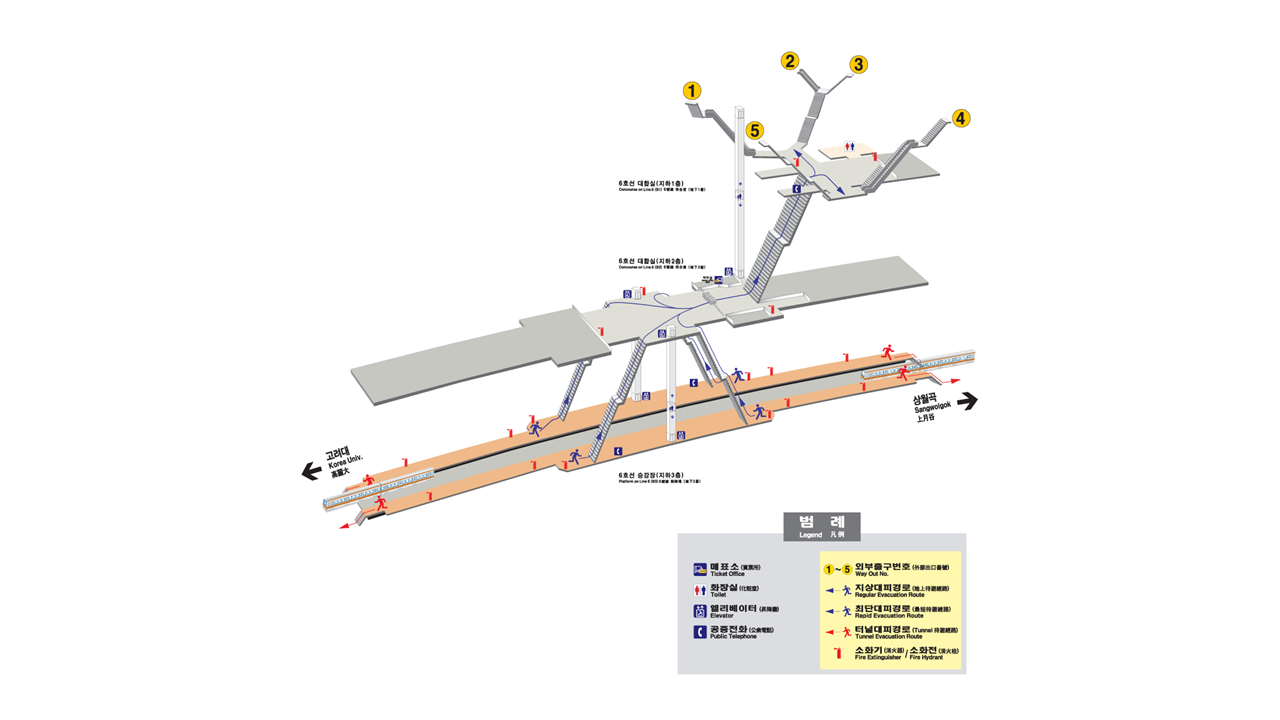 2
3
1
4
5
6호선 대합실(지하1층)
Concourse on Line 6 (B1)
6호선 대합실(지하2층)
Concourse on Line 6 (B2)
상월곡
Sangwolgok
上月谷
고려대
Korea Univ.
高麗大
6호선 승강장(지하3층)
Platform on Line 6 (B3)
범 례
Legend 凡例
매표소(賣票所)
Ticket Office
화장실(化粧室)
Toilet
엘리베이터(昇降機)
Elevator
공중전화(公衆電話)
Public Telephone
1~5 외부출구번호(外部出口番號)
Way Out No.
지상대피경로(地上待避經路)
Regular Evacuation Route
최단대피경로(最短待避經路)
Rapid Evacuation Route
터널대피경로(Tunnel 待避經路)
Tunnel Evacuation Route
소화기(消火器)/소화전(消火栓)
Fire Extinguisher / Fire Hydrant